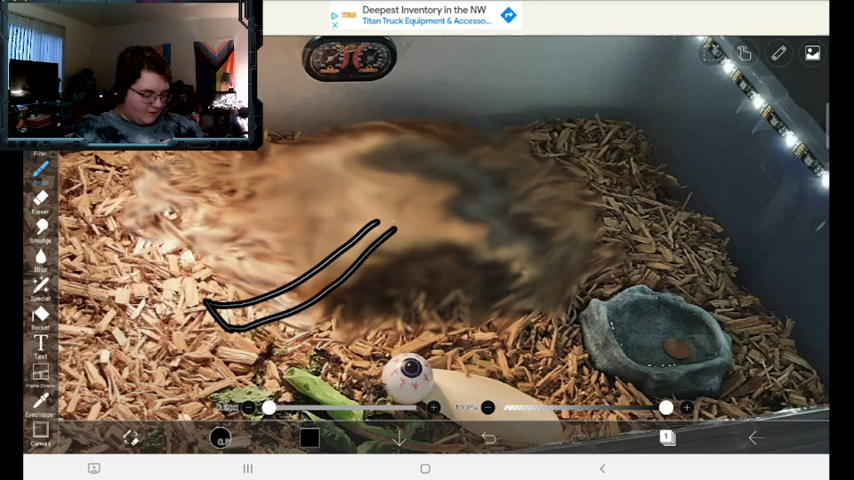 Deepest Inventory in the NW
Titan Truck Equipment & Accesso...
Filter
Brush
Eraser
Smudge
Blur
Special
Bucket
T
Text
Frame Divider
Eyedropper
Canvas
1